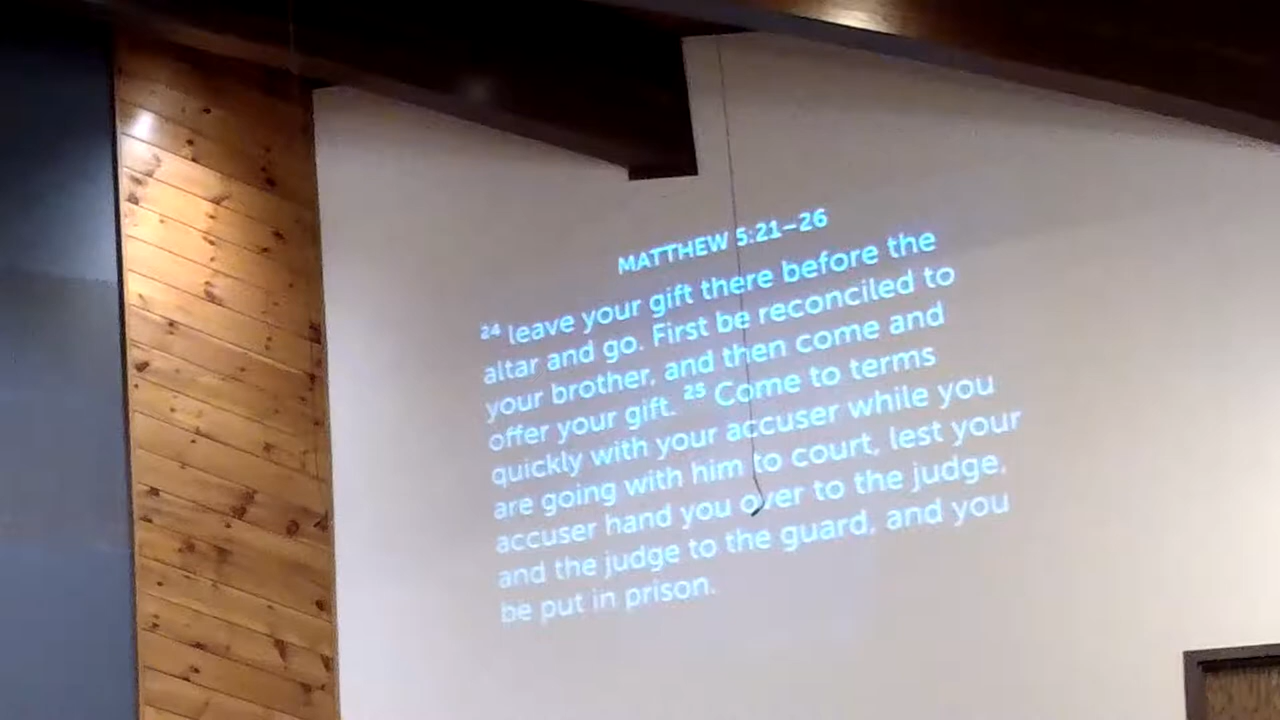 MATTHEW 5:21–26
24 leave your gift there before the
altar and go. First be reconciled to
your brother, and then come and
offer your gift. 25 Come to terms
quickly with your accuser while you
are going with him to court, lest your
accuser hand you over to the judge,
and the judge to the guard, and you
be put in prison.